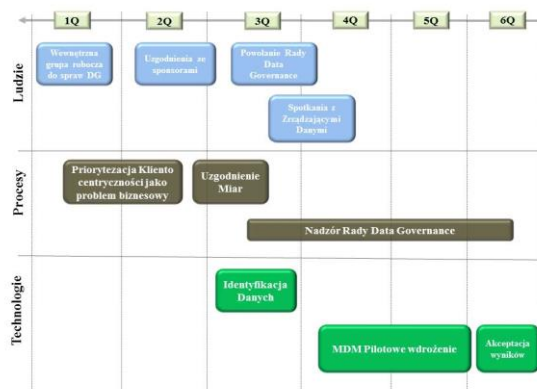 1Q 2Q 3Q 4Q 5Q 6Q
Ludzie
Wewnętrzna
grupa robocza
do spraw DG
Uzgodnienia ze
sponsorami
Powołanie Rady
Data
Governance
Spotkania z
Zrządzającymi
Danymi
Procesy
Priorytezacja Kliento
centryczności jako
problem biznesowy
Uzgodnienie
Miar
Nadzór Rady Data Governance
Technologie
Identyfikacja
Danych
MDM Pilotowe wdrożenie
Akceptacja
wyników